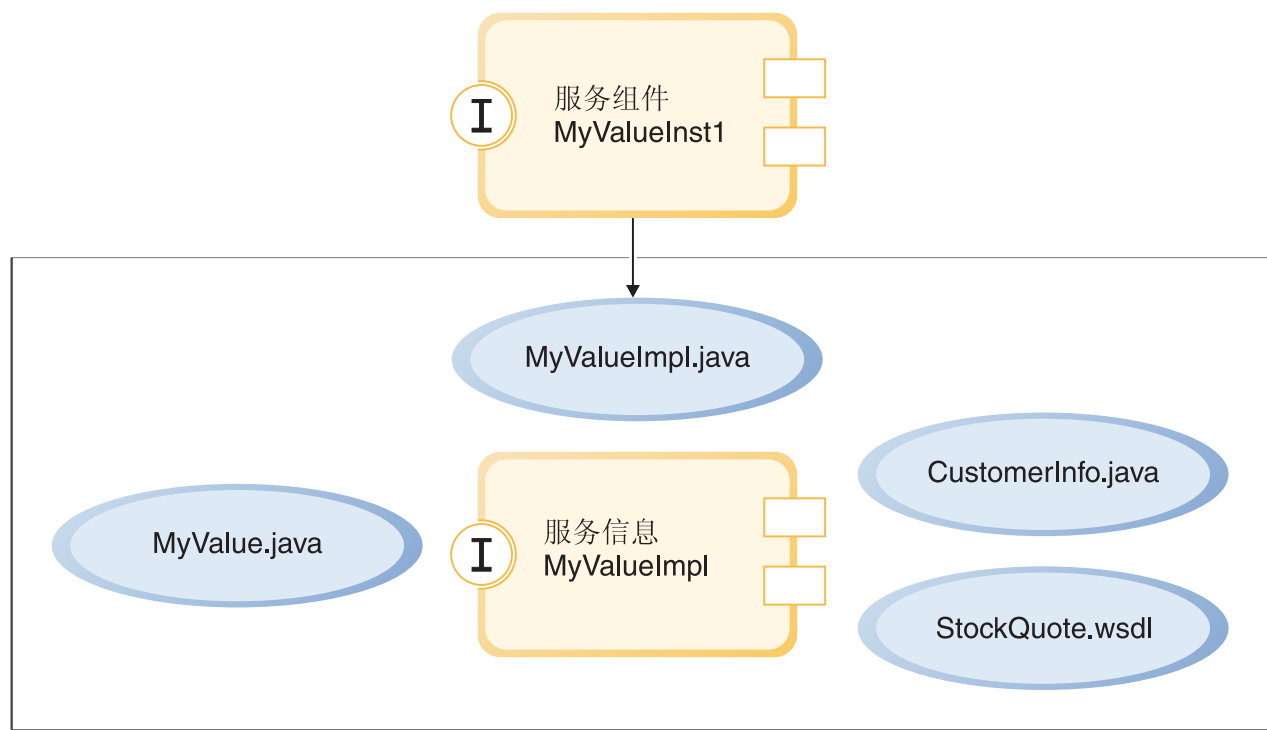 I
服务组件
MyValueInst1
MyValueImpl.java
CustomerInfo.java
MyValue.java
I
服务信息
MyValueImpl
StockQuote.wsdl